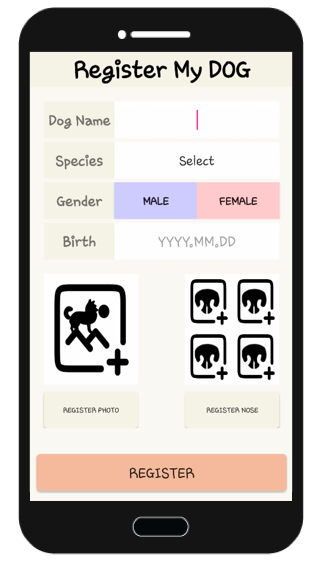 Register My DOG
Dog Name
Species Select
Gender MALE FEMALE
Birth YYYY.MM.DD
REGISTER PHOTO REGISTER NOSE
REGISTER